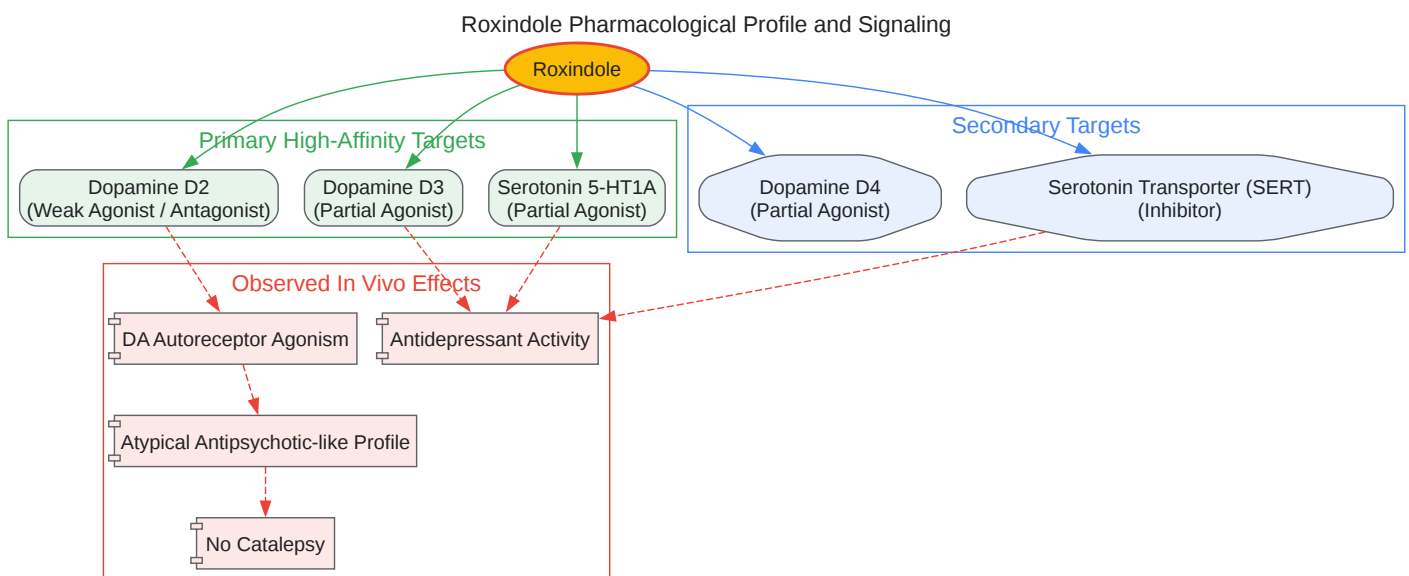 Roxindole Pharmacological Profile and Signaling
Roxindole
Primary High-Affinity Targets
Secondary Targets
Dopamine D2
(Weak Agonist / Antagonist)
Dopamine D3
(Partial Agonist)
Serotonin 5-HT1A
(Partial Agonist)
Dopamine D4
(Partial Agonist)
Serotonin Transporter (SERT)
(Inhibitor)
Observed In Vivo Effects
DA Autoreceptor Agonism
Antidepressant Activity
Atypical Antipsychotic-like Profile
No Catalepsy